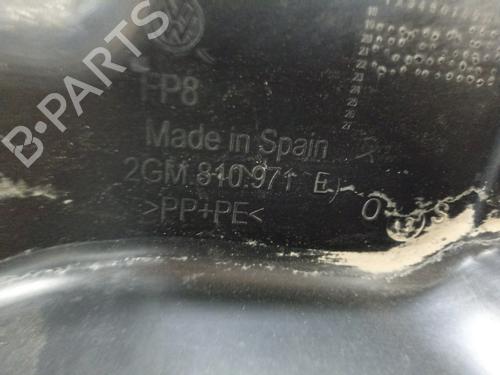 B-PARTS
FP8
Made in Spain
2GM.810.971 E)
>PP+PE<
O S